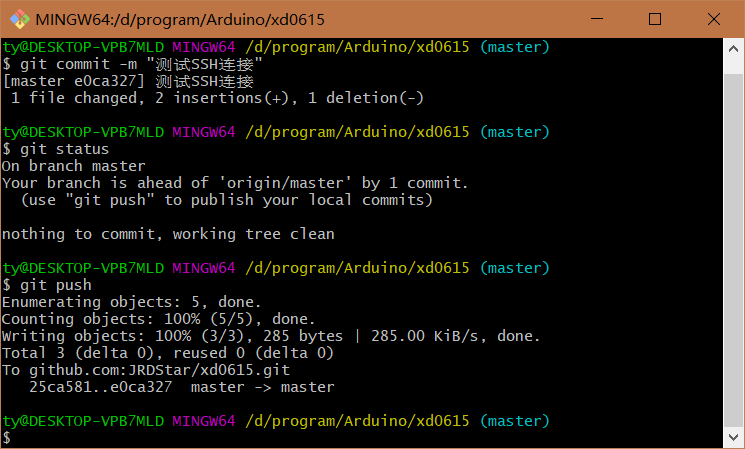 MINGW64:/d/program/Arduino/xd0615
ty@DESKTOP-VPB7MLD MINGW64 /d/program/Arduino/xd0615 (master)
$ git commit -m "测试SSH连接"
[master e0ca327] 测试SSH连接
 1 file changed, 2 insertions(+), 1 deletion(-)
ty@DESKTOP-VPB7MLD MINGW64 /d/program/Arduino/xd0615 (master)
$ git status
On branch master
Your branch is ahead of 'origin/master' by 1 commit.
  (use "git push" to publish your local commits)
nothing to commit, working tree clean
ty@DESKTOP-VPB7MLD MINGW64 /d/program/Arduino/xd0615 (master)
$ git push
Enumerating objects: 5, done.
Counting objects: 100% (5/5), done.
Writing objects: 100% (3/3), 285 bytes | 285.00 KiB/s, done.
Total 3 (delta 0), reused 0 (delta 0)
To github.com:JRDStar/xd0615.git
   25ca581..e0ca327  master -> master
ty@DESKTOP-VPB7MLD MINGW64 /d/program/Arduino/xd0615 (master)
$